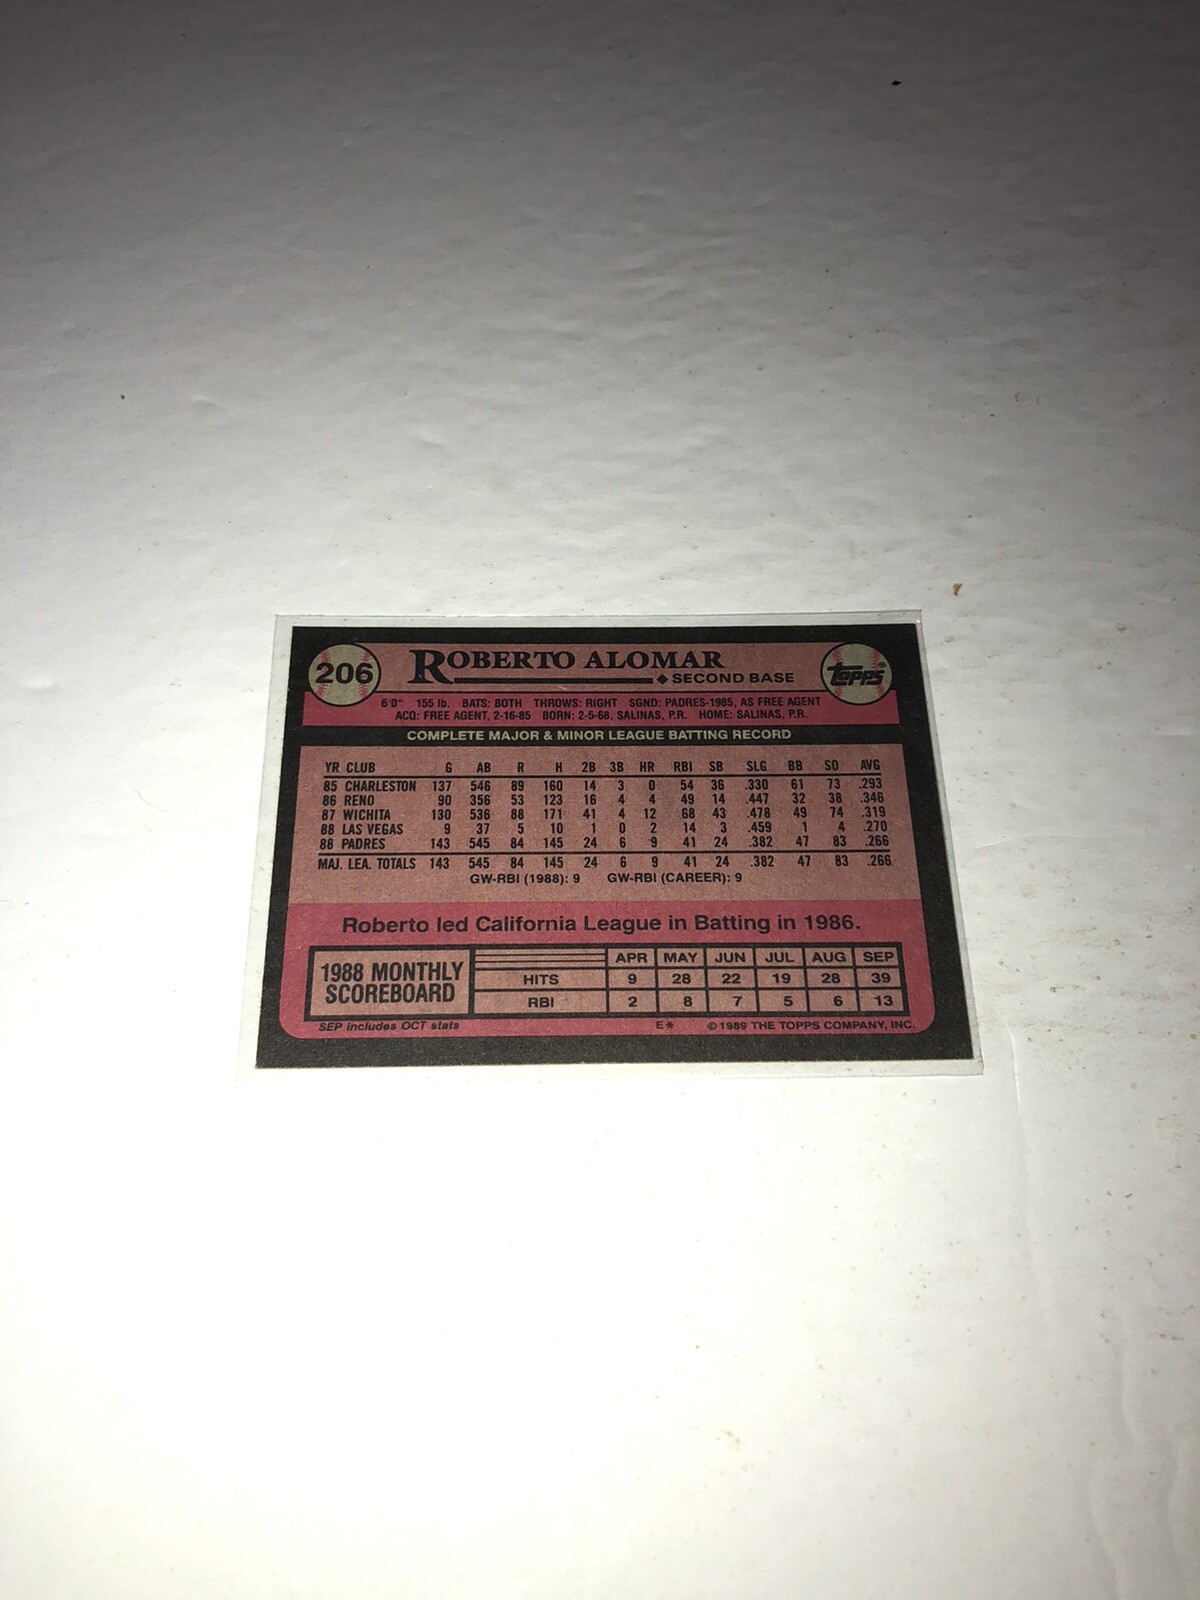 206 ROBERTO ALOMAR topps®
◆ SECOND BASE
6'0" 155 lb. BATS: BOTH THROWS: RIGHT SGND: PADRES-1985, AS FREE AGENT
ACQ: FREE AGENT, 2-16-85 BORN: 2-5-68, SALINAS, P.R. HOME: SALINAS, P.R.
COMPLETE MAJOR & MINOR LEAGUE BATTING RECORD
YR CLUB G AB R H 2B 3B HR RBI SB SLG BB SO AVG
85 CHARLESTON 137 546 89 160 14 3 0 54 36 .330 61 73 .293
86 RENO 90 356 53 123 16 4 4 49 14 .447 32 38 .346
87 WICHITA 130 536 88 171 41 4 12 68 43 .478 49 74 .319
88 LAS VEGAS 9 37 5 10 1 0 2 14 3 .459 1 4 .270
88 PADRES 143 545 84 145 24 6 9 41 24 .382 47 83 .266
MAJ. LEA. TOTALS 143 545 84 145 24 6 9 41 24 .382 47 83 .266
GW-RBI (1988): 9 GW-RBI (CAREER): 9
Roberto led California League in Batting in 1986.
1988 MONTHLY
SCOREBOARD
APR MAY JUN JUL AUG SEP
HITS 9 28 22 19 28 39
RBI 2 8 7 5 6 13
SEP includes OCT stats E* © 1989 THE TOPPS COMPANY, INC.